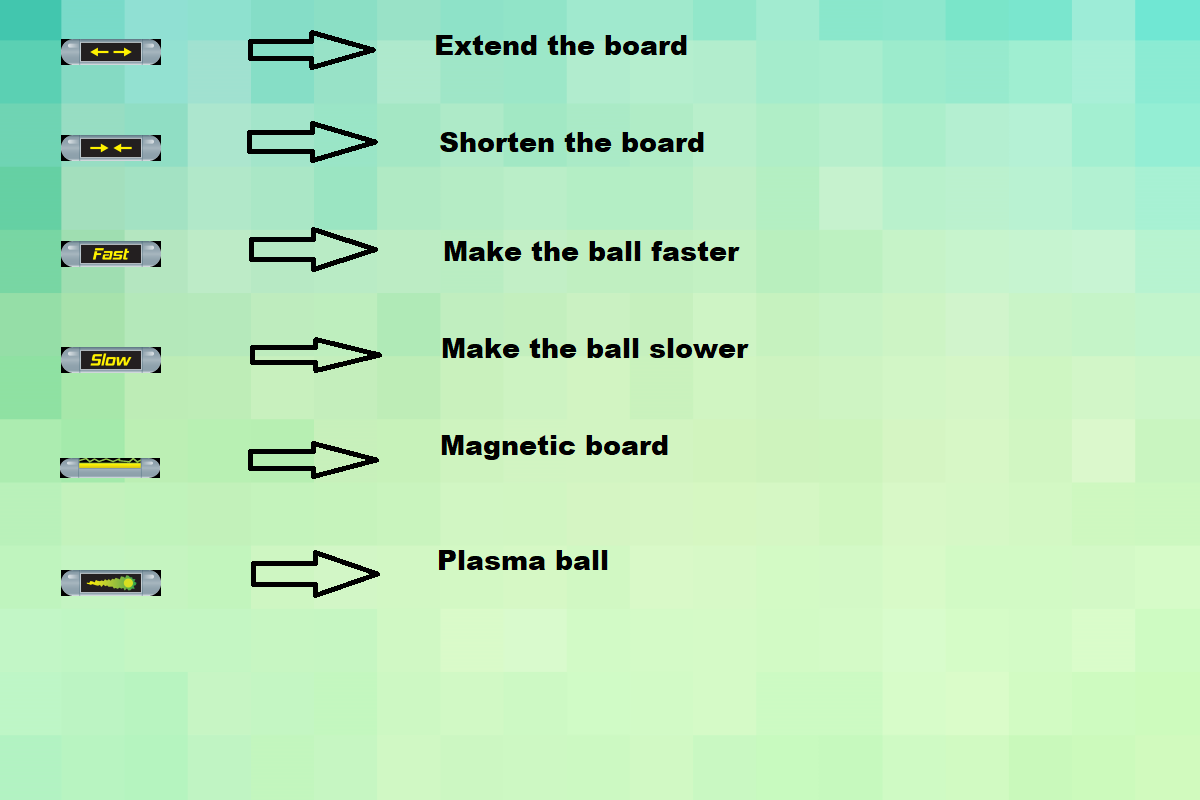 Extend the board
Shorten the board
Fast
Make the ball faster
Slow
Make the ball slower
Magnetic board
Plasma ball